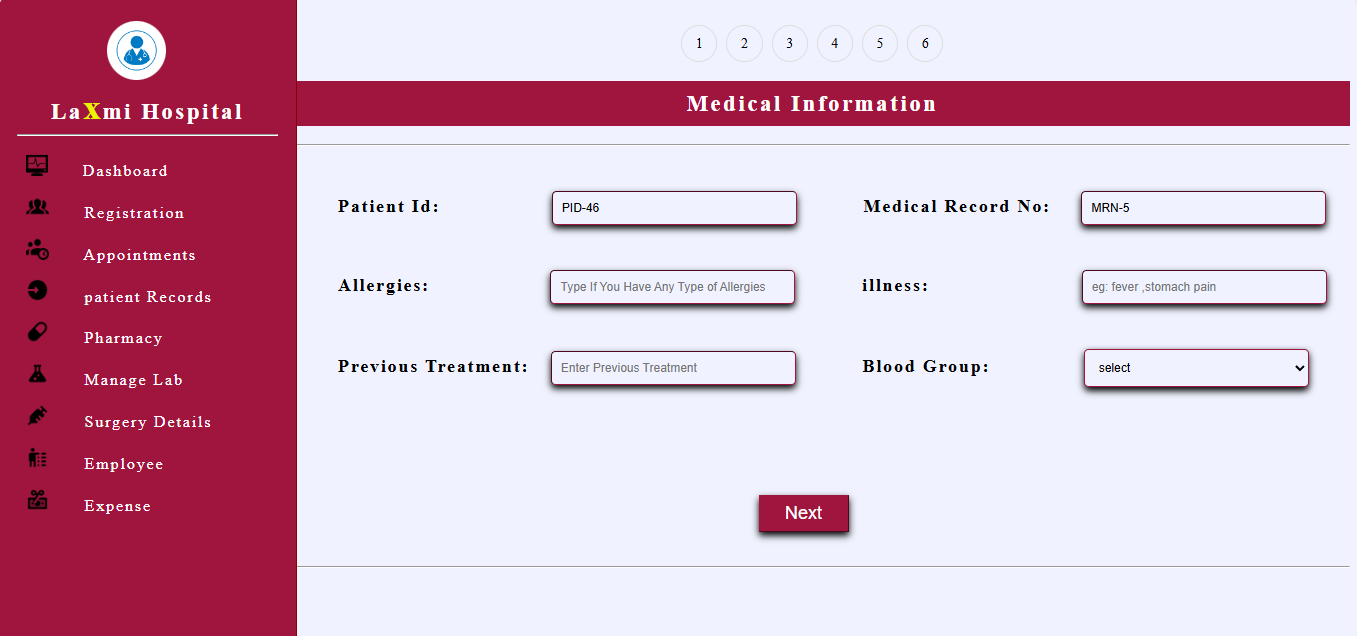 LaXmi Hospital
Dashboard
Registration
Appointments
patient Records
Pharmacy
Manage Lab
Surgery Details
Employee
Expense
1 2 3 4 5 6
Medical Information
Patient Id: PID-46 Medical Record No: MRN-5
Allergies: Type If You Have Any Type of Allergies illness: eg: fever ,stomach pain
Previous Treatment: Enter Previous Treatment Blood Group: select
Next